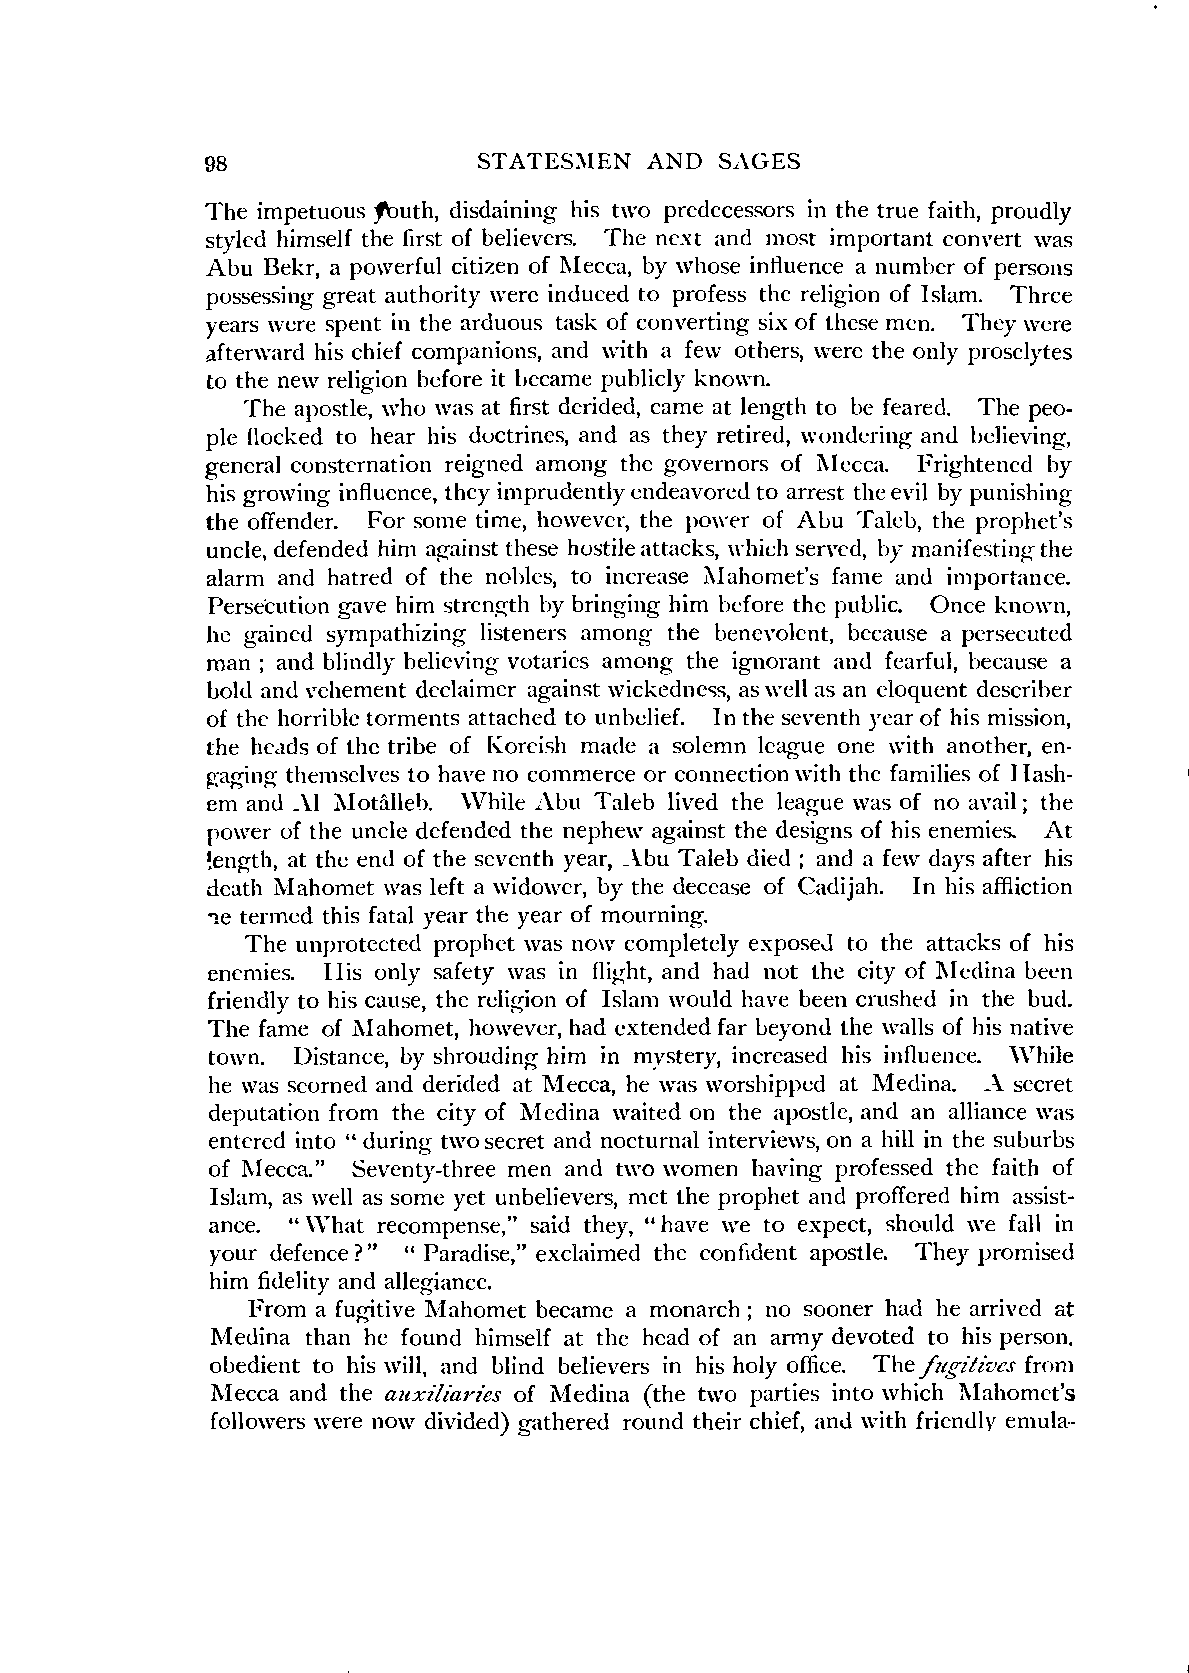 98 STATESMEN AND SAGES
The impetuous youth, disdaining his two predecessors in the true faith, proudly
styled himself the first of believers. The next and most important convert was
Abu Bekr, a powerful citizen of Mecca, by whose influence a number of persons
possessing great authority were induced to profess the religion of Islam. Three
years were spent in the arduous task of converting six of these men. They were
afterward his chief companions, and with a few others, were the only proselytes
to the new religion before it became publicly known.
The apostle, who was at first derided, came at length to be feared. The peo-
ple flocked to hear his doctrines, and as they retired, wondering and believing,
general consternation reigned among the governors of Mecca. Frightened by
his growing influence, they imprudently endeavored to arrest the evil by punishing
the offender. For some time, however, the power of Abu Taleb, the prophet's
uncle, defended him against these hostile attacks, which served, by manifesting the
alarm and hatred of the nobles, to increase Mahomet's fame and importance.
Persecution gave him strength by bringing him before the public. Once known,
he gained sympathizing listeners among the benevolent, because a persecuted
man ; and blindly believing votaries among the ignorant and fearful, because a
bold and vehement declaimer against wickedness, as well as an eloquent describer
of the horrible torments attached to unbelief. In the seventh year of his mission,
the heads of the tribe of Koreish made a solemn league one with another, en-
gaging themselves to have no commerce or connection with the families of Hash-
em and Al Motâlleb. While Abu Taleb lived the league was of no avail ; the
power of the uncle defended the nephew against the designs of his enemies. At
length, at the end of the seventh year, Abu Taleb died ; and a few days after his
death Mahomet was left a widower, by the decease of Cadijah. In his affliction
he termed this fatal year the year of mourning.
The unprotected prophet was now completely exposed to the attacks of his
enemies. His only safety was in flight, and had not the city of Medina been
friendly to his cause, the religion of Islam would have been crushed in the bud.
The fame of Mahomet, however, had extended far beyond the walls of his native
town. Distance, by shrouding him in mystery, increased his influence. While
he was scorned and derided at Mecca, he was worshipped at Medina. A secret
deputation from the city of Medina waited on the apostle, and an alliance was
entered into "during two secret and nocturnal interviews, on a hill in the suburbs
of Mecca." Seventy-three men and two women having professed the faith of
Islam, as well as some yet unbelievers, met the prophet and proffered him assist-
ance. "What recompense," said they, "have we to expect, should we fall in
your defence ?" "Paradise," exclaimed the confident apostle. They promised
him fidelity and allegiance.
From a fugitive Mahomet became a monarch ; no sooner had he arrived at
Medina than he found himself at the head of an army devoted to his person,
obedient to his will, and blind believers in his holy office. The fugitives from
Mecca and the auxiliaries of Medina (the two parties into which Mahomet's
followers were now divided) gathered round their chief, and with friendly emula-